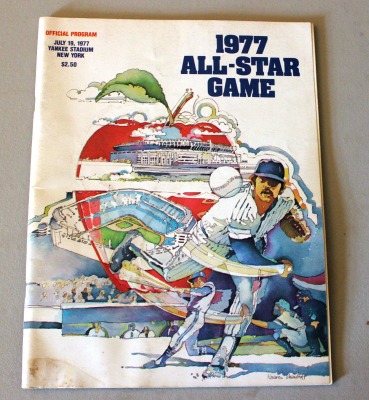 OFFICIAL PROGRAM
JULY 19, 1977
YANKEE STADIUM
NEW YORK
$2.50
1977
ALL-STAR
GAME